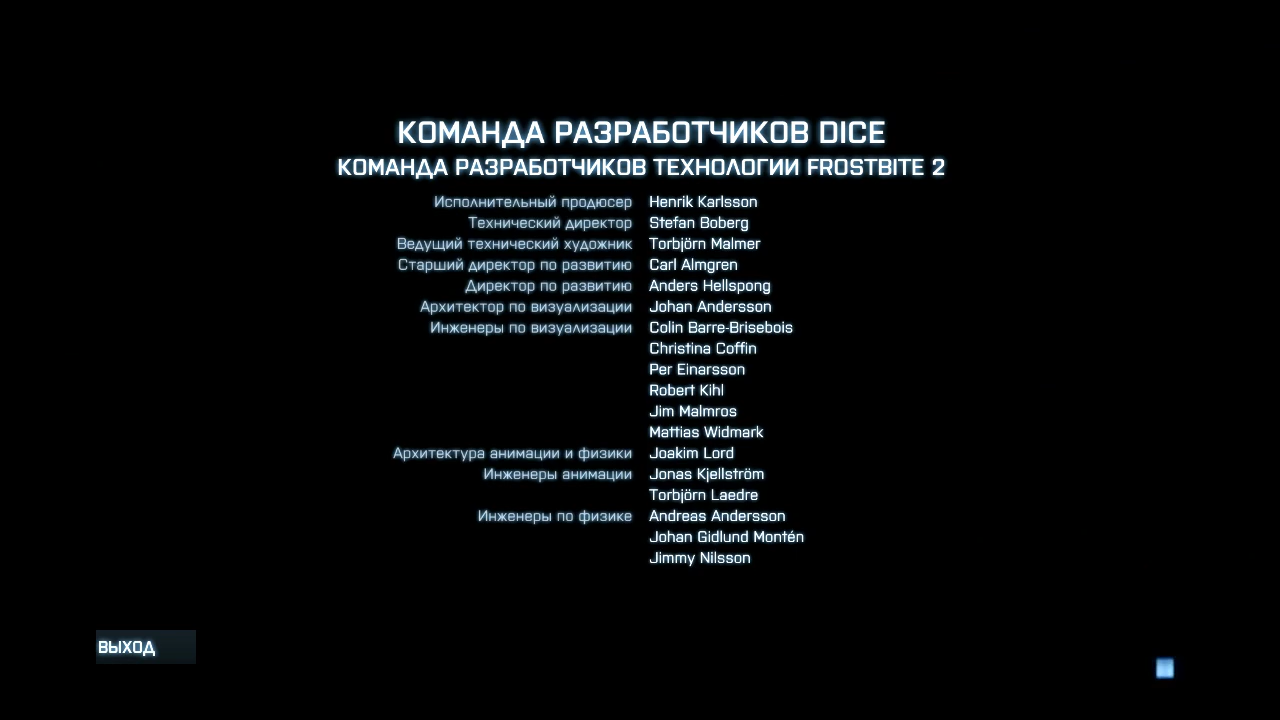 КОМАНДА РАЗРАБОТЧИКОВ DICE
КОМАНДА РАЗРАБОТЧИКОВ ТЕХНОЛОГИИ FROSTBITE 2
Исполнительный продюсер Henrik Karlsson
Технический директор Stefan Boberg
Ведущий технический художник Torbjörn Malmer
Старший директор по развитию Carl Almgren
Директор по развитию Anders Hellspong
Архитектор по визуализации Johan Andersson
Инженеры по визуализации Colin Barre-Brisebois
Christina Coffin
Per Einarsson
Robert Kihl
Jim Malmros
Mattias Widmark
Архитектура анимации и физики Joakim Lord
Инженеры анимации Jonas Kjellström
Torbjörn Laedre
Инженеры по физике Andreas Andersson
Johan Gidlund Montén
Jimmy Nilsson
ВЫХОД